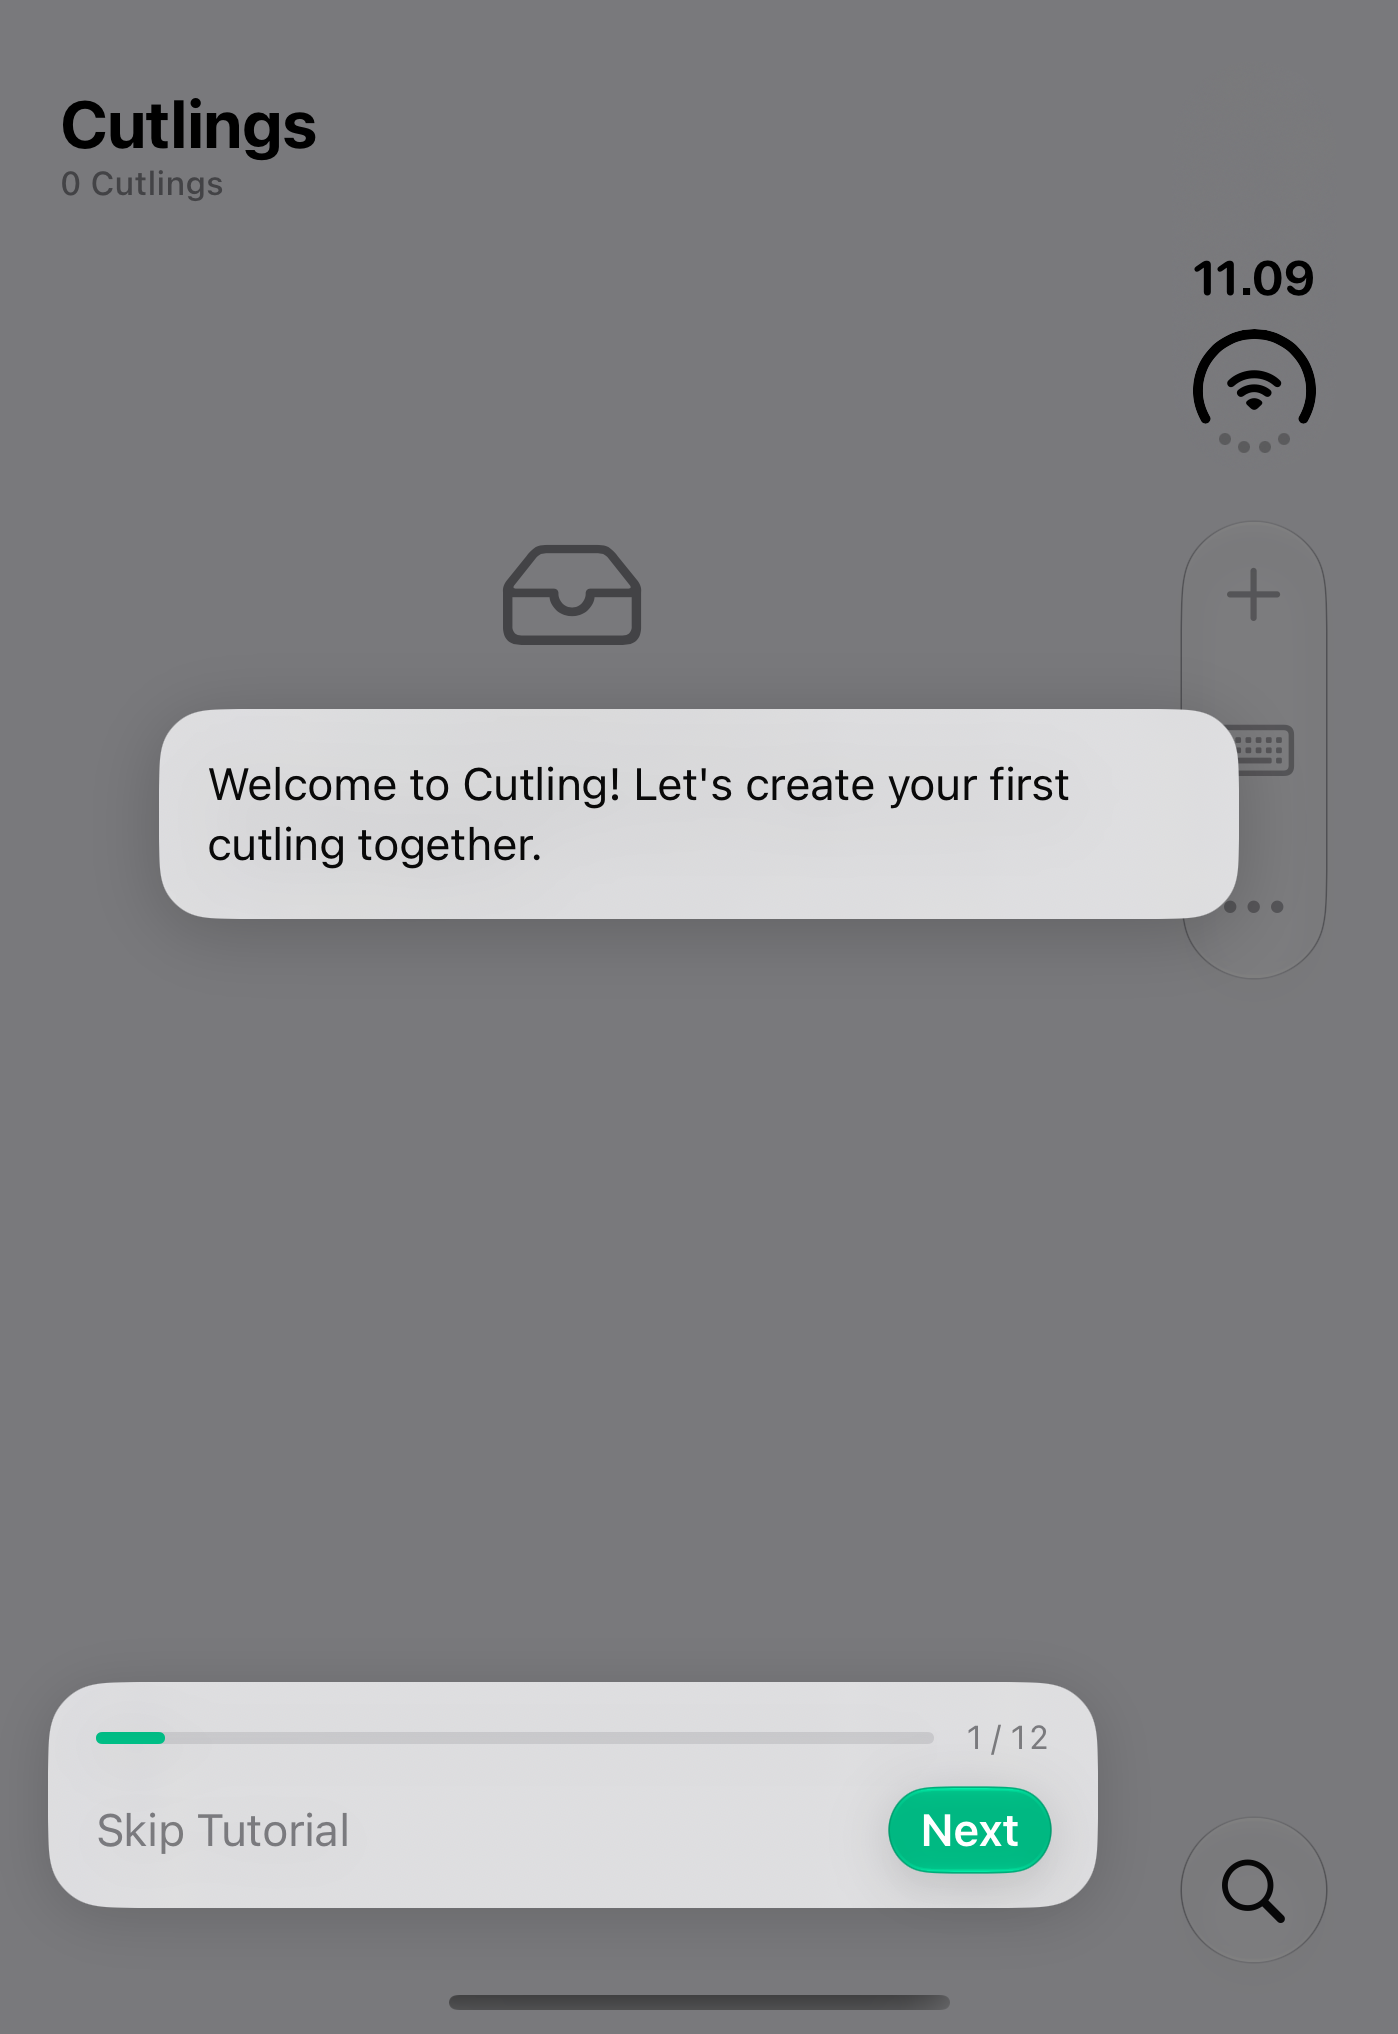 Cutlings
0 Cutlings
11.09
Welcome to Cutling! Let's create your first
cutling together.
1 / 12
Skip Tutorial
Next